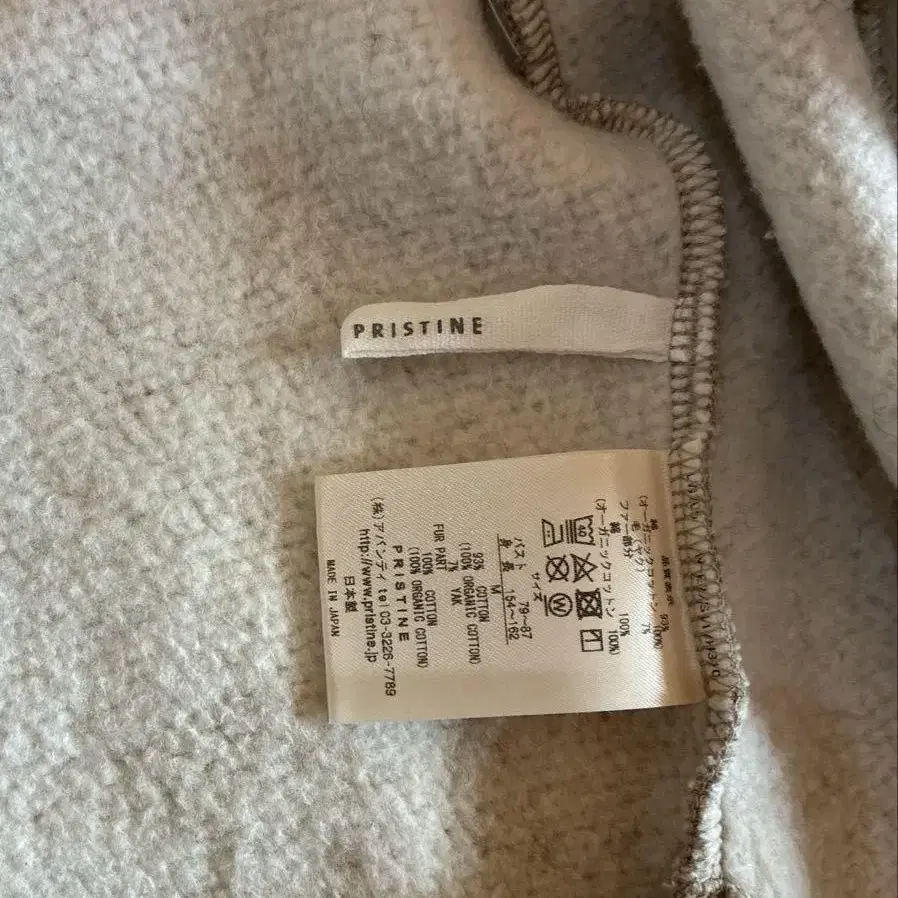 PRISTINE
綿 93%
(オーガニックコットン 100%)
毛(ヤク) 7%
ファー部分
綿 100%
(オーガニックコットン 100%)
40
W
サイズ
バスト 79~87
身長 154~162
M
93% COTTON
(100% ORGANIC COTTON)
7% YAK
FUR PART
100% COTTON
(100% ORGANIC COTTON)
PRISTINE
(株)アバンティ tel 03-3226-7789
http://www.pristine.jp
日本製
MADE IN JAPAN